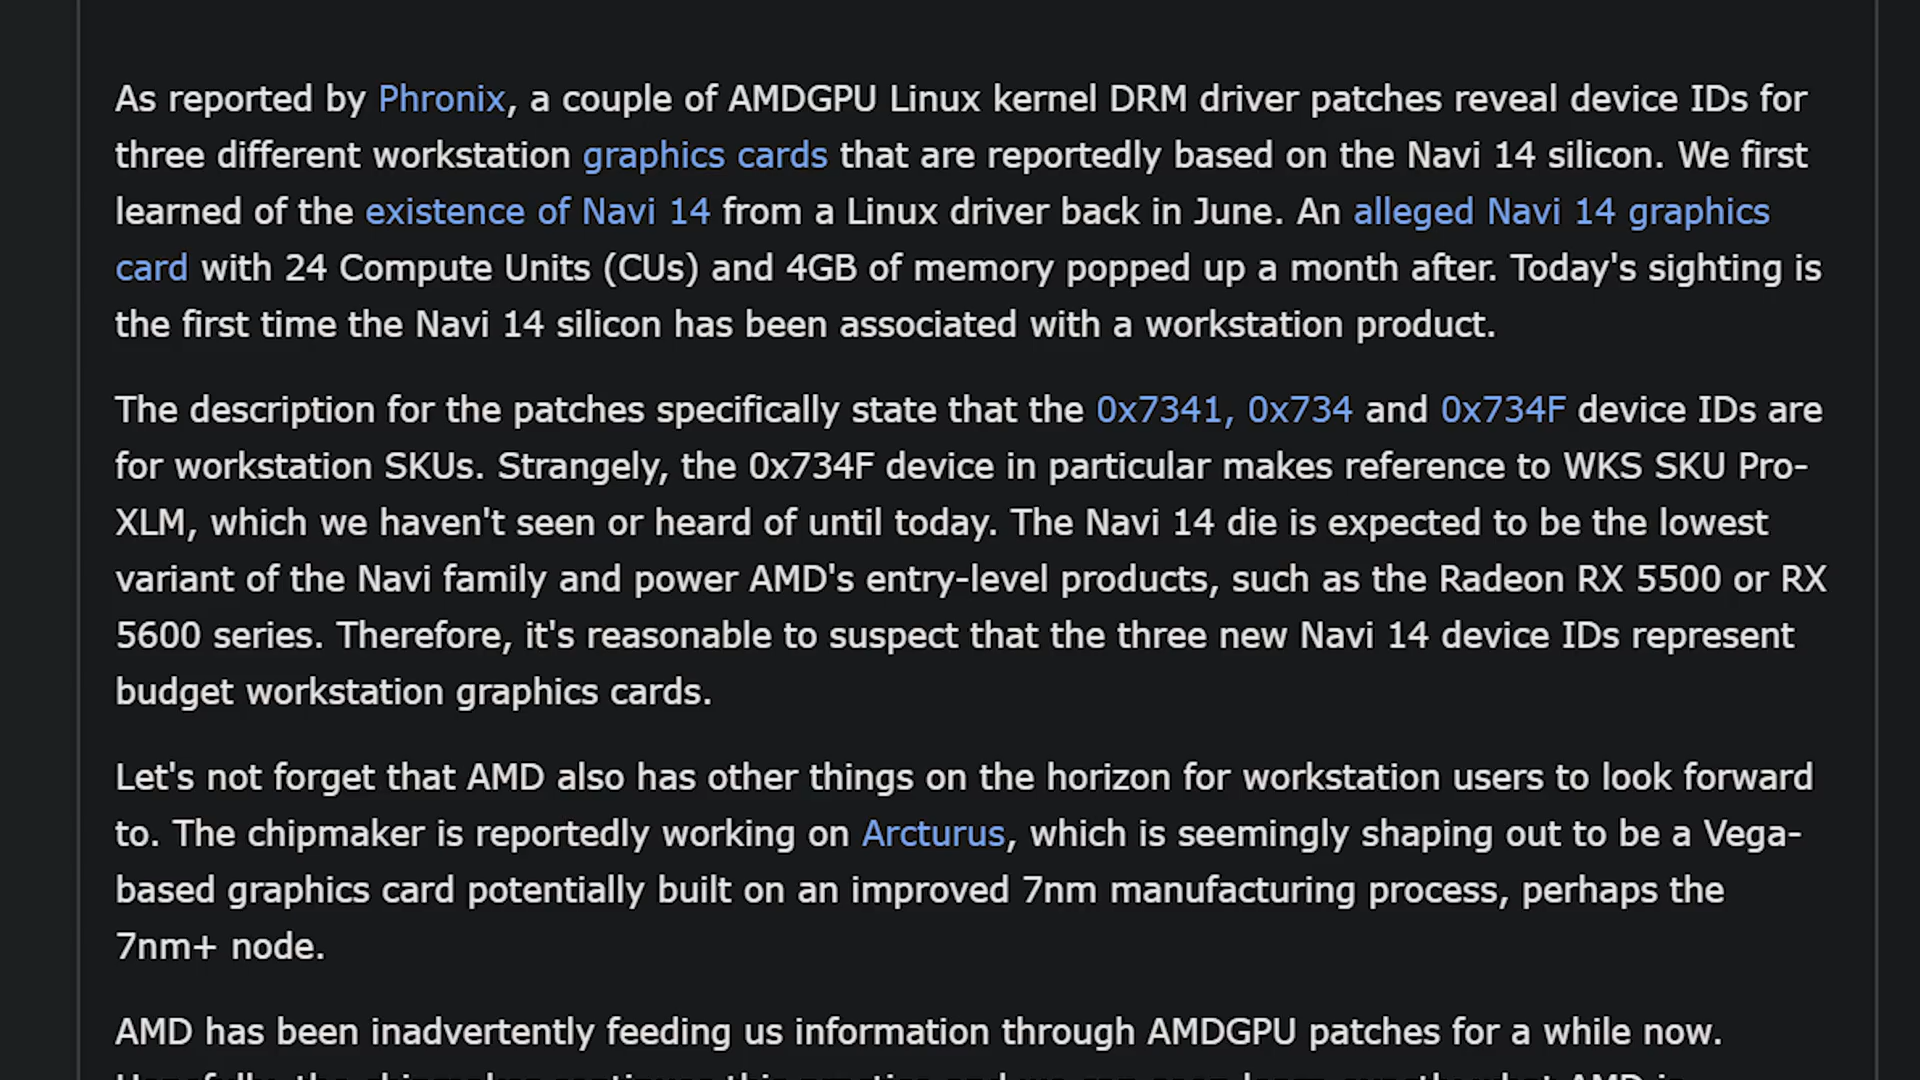 As reported by Phronix, a couple of AMDGPU Linux kernel DRM driver patches reveal device IDs for
three different workstation graphics cards that are reportedly based on the Navi 14 silicon. We first
learned of the existence of Navi 14 from a Linux driver back in June. An alleged Navi 14 graphics
card with 24 Compute Units (CUs) and 4GB of memory popped up a month after. Today's sighting is
the first time the Navi 14 silicon has been associated with a workstation product.
The description for the patches specifically state that the 0x7341, 0x734 and 0x734F device IDs are
for workstation SKUs. Strangely, the 0x734F device in particular makes reference to WKS SKU Pro-
XLM, which we haven't seen or heard of until today. The Navi 14 die is expected to be the lowest
variant of the Navi family and power AMD's entry-level products, such as the Radeon RX 5500 or RX
5600 series. Therefore, it's reasonable to suspect that the three new Navi 14 device IDs represent
budget workstation graphics cards.
Let's not forget that AMD also has other things on the horizon for workstation users to look forward
to. The chipmaker is reportedly working on Arcturus, which is seemingly shaping out to be a Vega-
based graphics card potentially built on an improved 7nm manufacturing process, perhaps the
7nm+ node.
AMD has been inadvertently feeding us information through AMDGPU patches for a while now.